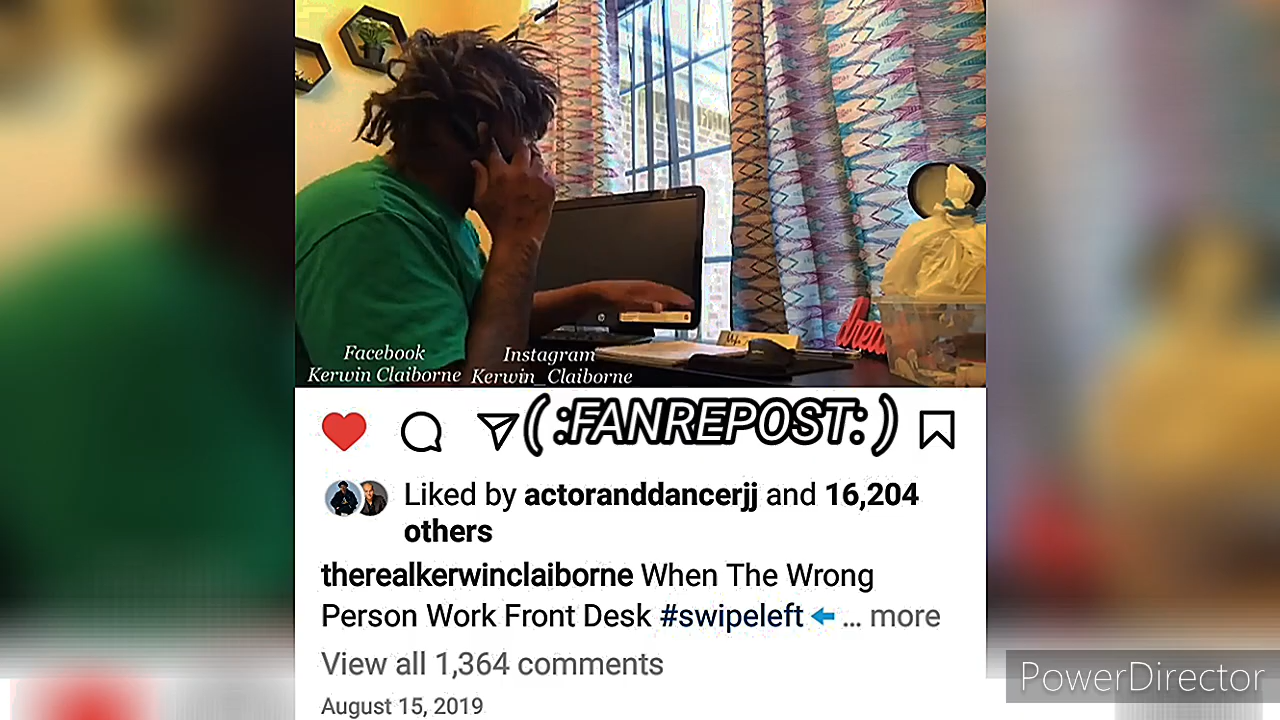 Facebook
Kerwin Claiborne
Instagram
Kerwin_Claiborne
( :FANREPOST: )
Liked by actoranddancerjj and 16,204
others
therealkerwinclaiborne When The Wrong
Person Work Front Desk #swipeleft ... more
View all 1,364 comments
August 15, 2019
PowerDirector